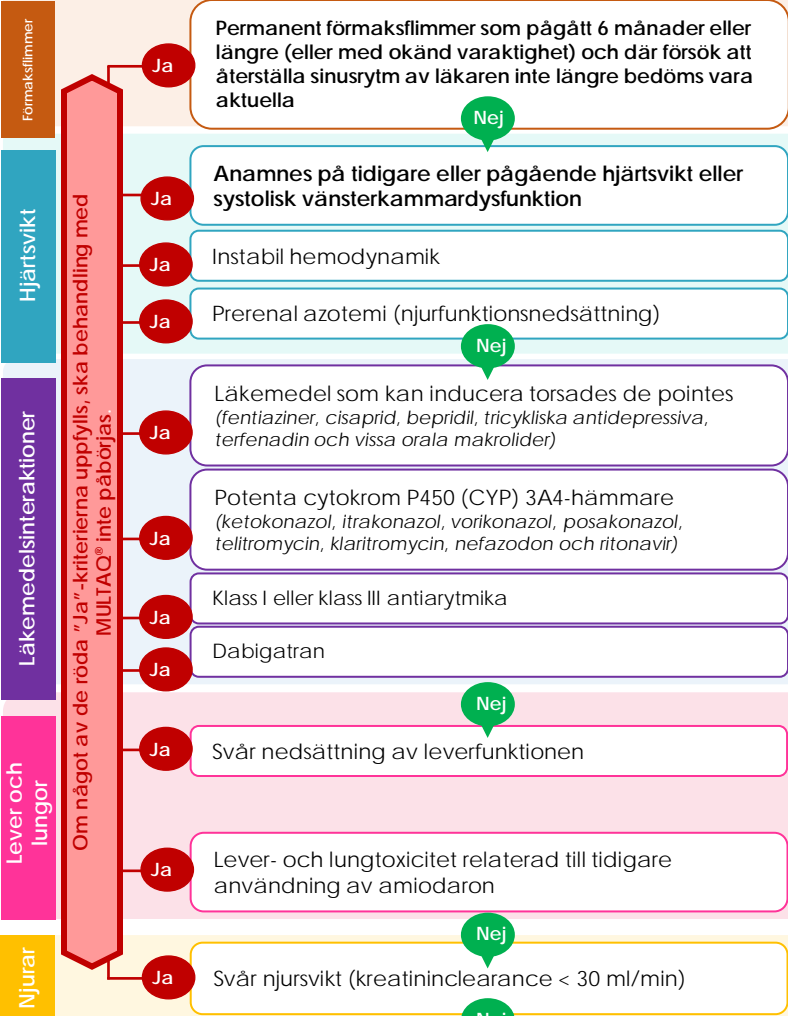 Förmaksflimmer
Ja
Permanent förmaksflimmer som pågått 6 månader eller
längre (eller med okänd varaktighet) och där försök att
återställa sinusrytm av läkaren inte längre bedöms vara
aktuella
Nej
Om något av de röda "Ja"-kriterierna uppfylls, ska behandling med
MULTAQ® inte påbörjas.
Hjärtsvikt
Ja
Anamnes på tidigare eller pågående hjärtsvikt eller
systolisk vänsterkammardysfunktion
Ja
Instabil hemodynamik
Ja
Prerenal azotemi (njurfunktionsnedsättning)
Nej
Läkemedelsinteraktioner
Ja
Läkemedel som kan inducera torsades de pointes
(fentiaziner, cisaprid, bepridil, tricykliska antidepressiva,
terfenadin och vissa orala makrolider)
Ja
Potenta cytokrom P450 (CYP) 3A4-hämmare
(ketokonazol, itrakonazol, vorikonazol, posakonazol,
telitromycin, klaritromycin, nefazodon och ritonavir)
Ja
Klass I eller klass III antiarytmika
Ja
Dabigatran
Nej
Lever och
lungor
Ja
Svår nedsättning av leverfunktionen
Ja
Lever- och lungtoxicitet relaterad till tidigare
användning av amiodaron
Nej
Njurar
Ja
Svår njursvikt (kreatininclearance < 30 ml/min)
Nej